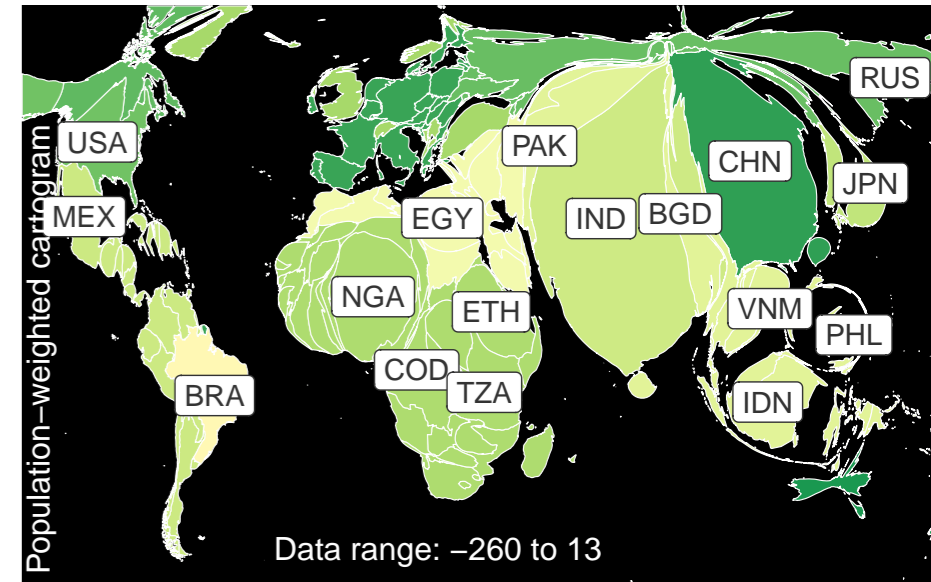 RUS
USA
PAK
CHN
JPN
MEX
EGY
IND
BGD
NGA
ETH
VNM
PHL
COD
TZA
BRA
IDN
Population−weighted cartogram
Data range: −260 to 13